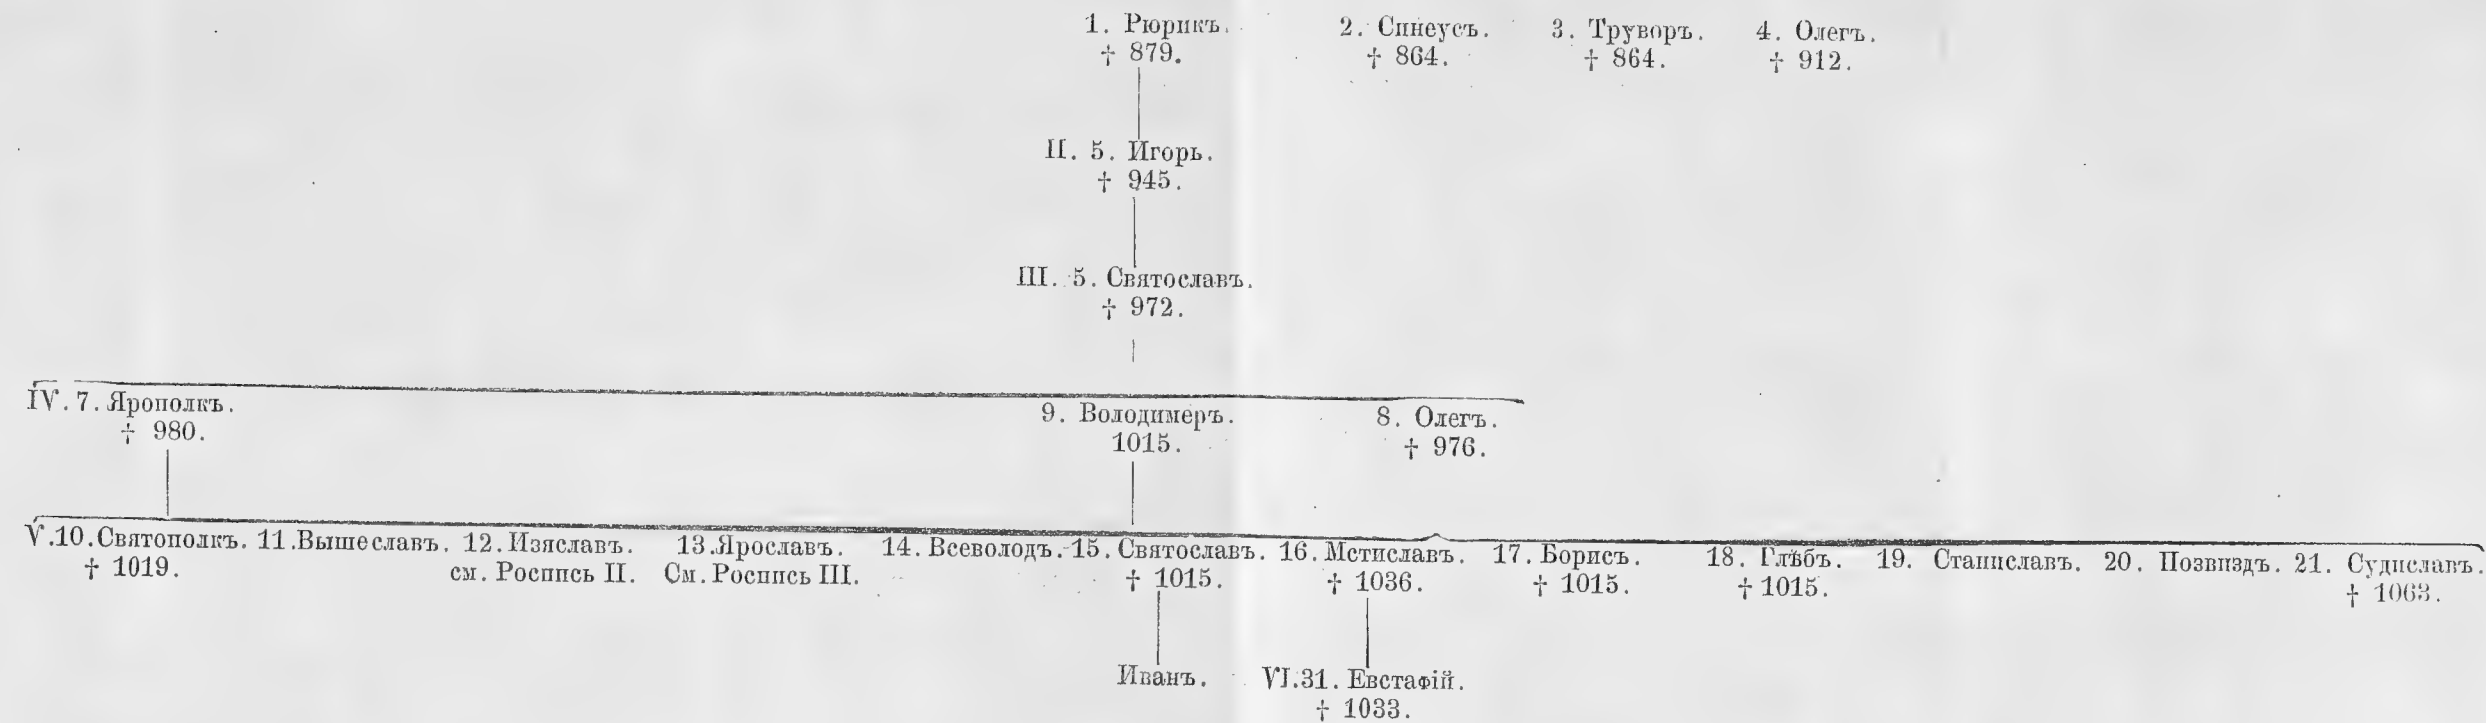 1. Рюрикъ. 2. Синеусъ. 3. Труворъ. 4. Олегъ.
† 879. † 864. † 864. † 912.
II. 5. Игорь.
† 945.
III. 5. Святославъ.
† 972.
IV. 7. Ярополкъ. 9. Володимеръ. 8. Олегъ.
† 980. 1015. † 976.
V. 10. Святополкъ. 11. Вышеславъ. 12. Изяславъ. 13. Ярославъ. 14. Всеволодъ. 15. Святославъ. 16. Мстиславъ. 17. Борисъ. 18. Глѣбъ. 19. Станиславъ. 20. Позвиздъ. 21. Судиславъ.
† 1019. см. Роспись II. См. Роспись III. † 1015. † 1036. † 1015. † 1015. † 1063.
Иванъ. VI. 31. Евстафій.
† 1033.